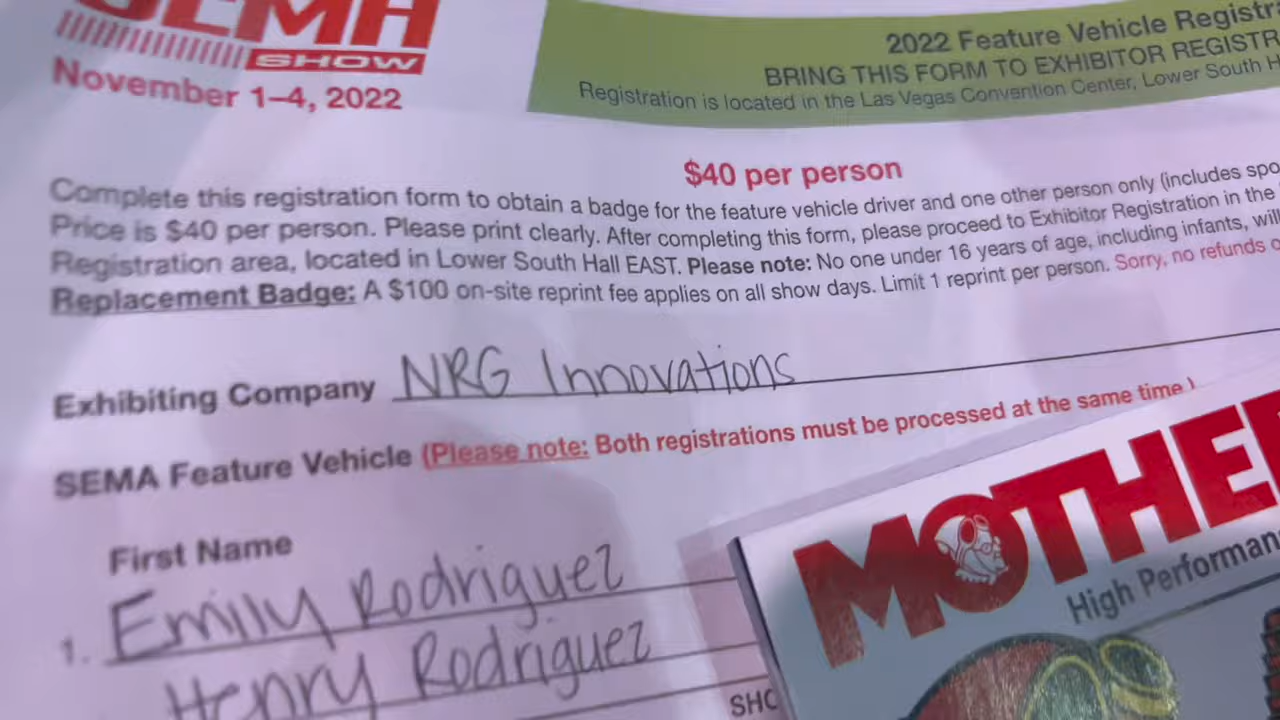 SEMA
SHOW
November 1–4, 2022
2022 Feature Vehicle
BRING THIS FORM TO EXHIBITOR
Registration is located in the Las Vegas Convention Center, Lower South
$40 per person
Complete this registration form to obtain a badge for the feature vehicle driver and one other person only (includes
Price is $40 per person. Please print clearly. After completing this form, please proceed to Exhibitor Registration in the
Registration area, located in Lower South Hall EAST. Please note: No one under 16 years of age, including infants, will
Replacement Badge: A $100 on-site reprint fee applies on all show days. Limit 1 reprint per person. Sorry, no refunds
Exhibiting Company NRG Innovations
SEMA Feature Vehicle (Please note: Both registrations must be processed at the same time.)
First Name
1. Emily Rodriguez
Henry Rodriguez
MOTHE
High Performan
SHO